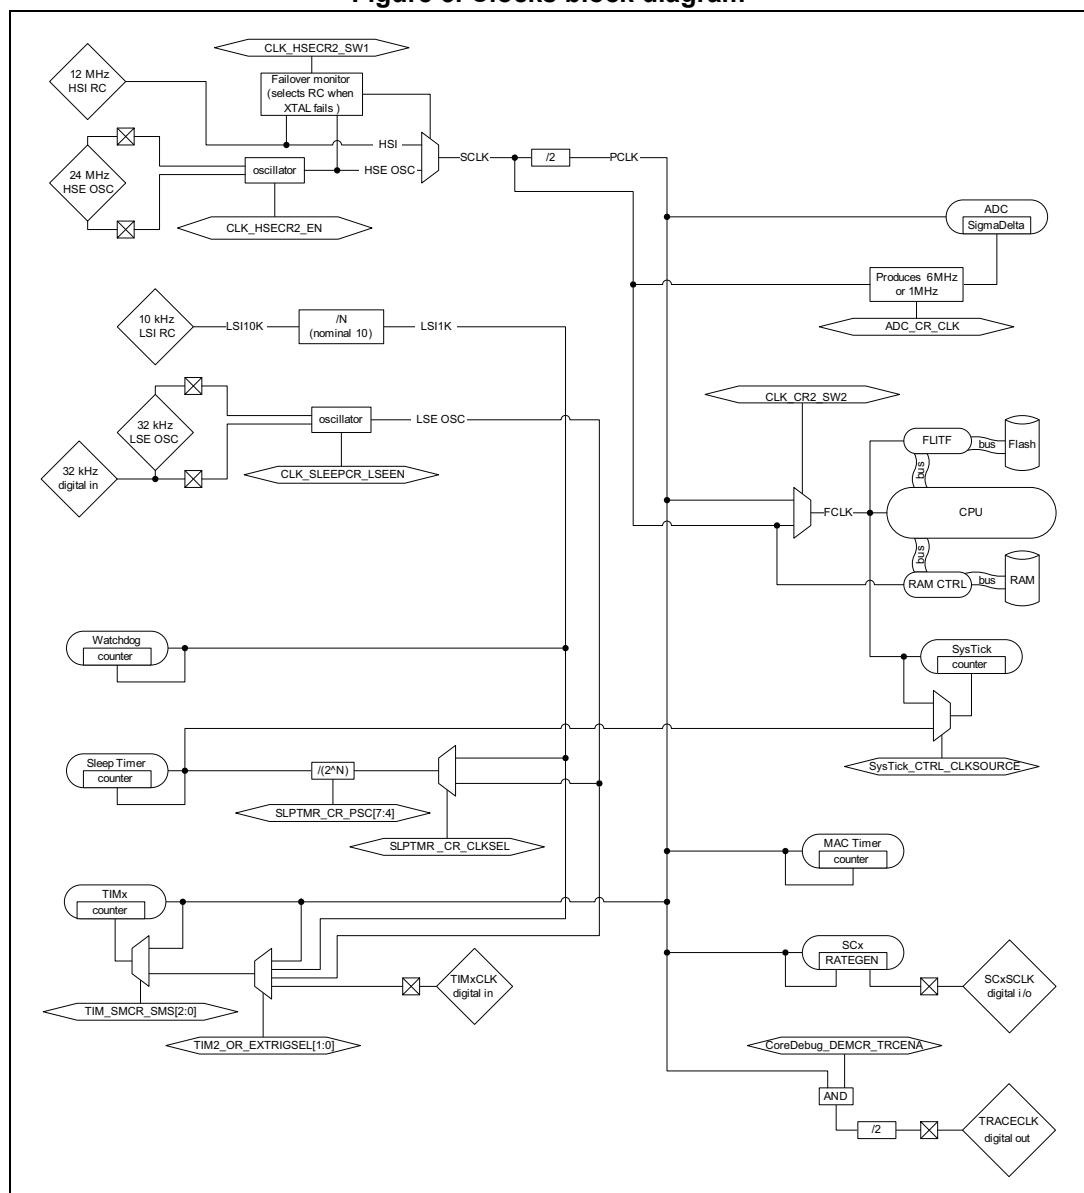 Figure 6. Clocks block diagram
CLK_HSECR2_SW1
12 MHz
HSI RC
Failover monitor
(selects RC when
XTAL fails )
HSI
SCLK
/2
PCLK
24 MHz
HSE OSC
oscillator
HSE OSC
CLK_HSECR2_EN
ADC
SigmaDelta
Produces 6MHz
or 1MHz
ADC_CR_CLK
10 kHz
LSI RC
LSI10K
/N
(nominal 10)
LSI1K
32 kHz
LSE OSC
oscillator
LSE OSC
32 kHz
digital in
CLK_SLEEPCR_LSEEN
CLK_CR2_SW2
FLITF
bus
Flash
bus
FCLK
CPU
bus
RAM CTRL
bus
RAM
Watchdog
counter
SysTick
counter
SysTick_CTRL_CLKSOURCE
Sleep Timer
counter
/(2^N)
SLPTMR_CR_PSC[7:4]
SLPTMR_CR_CLKSEL
MAC Timer
counter
TIMx
counter
TIMxCLK
digital in
TIM_SMCR_SMS[2:0]
TIM2_OR_EXTRIGSEL[1:0]
SCx
RATEGEN
SCxSCLK
digital i/o
CoreDebug_DEMCR_TRCENA
AND
/2
TRACECLK
digital out